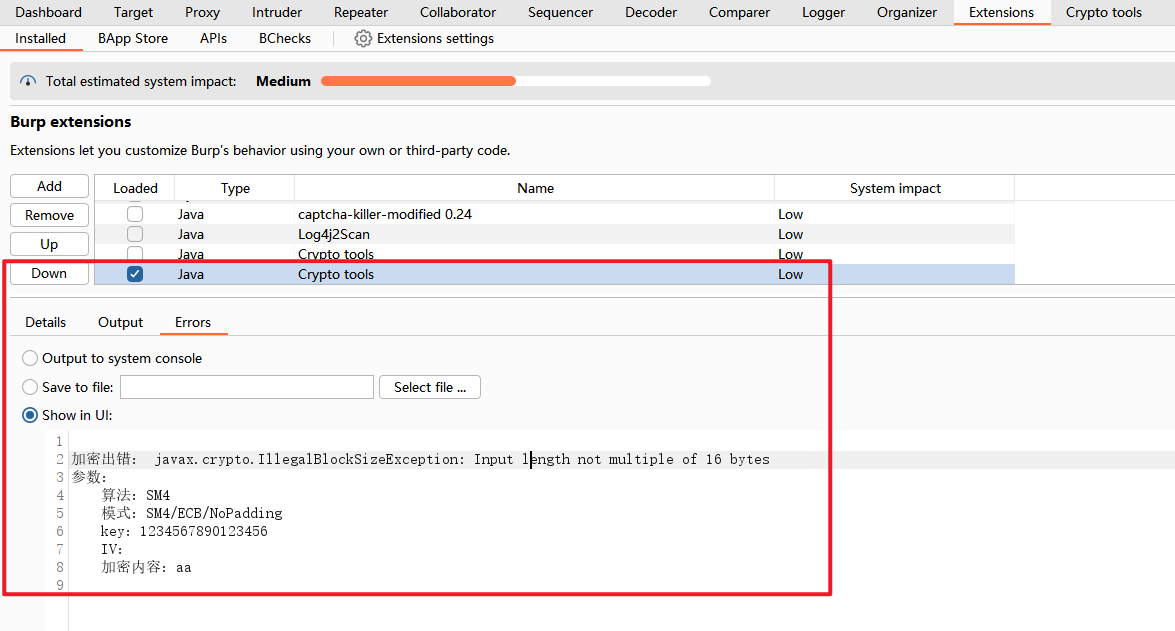 Dashboard Target Proxy Intruder Repeater Collaborator Sequencer Decoder Comparer Logger Organizer Extensions Crypto tools
Installed BApp Store APIs BChecks Extensions settings
Total estimated system impact: Medium
Burp extensions
Extensions let you customize Burp's behavior using your own or third-party code.
Add Loaded Type Name System impact
Remove Java captcha-killer-modified 0.24 Low
Up Java Log4j2Scan Low
Java Crypto tools Low
Down Java Crypto tools Low
Details Output Errors
Output to system console
Save to file: Select file ...
Show in UI:
1
2 加密出错： javax.crypto.IllegalBlockSizeException: Input length not multiple of 16 bytes
3 参数：
4 算法：SM4
5 模式：SM4/ECB/NoPadding
6 key：1234567890123456
7 IV：
8 加密内容：aa
9